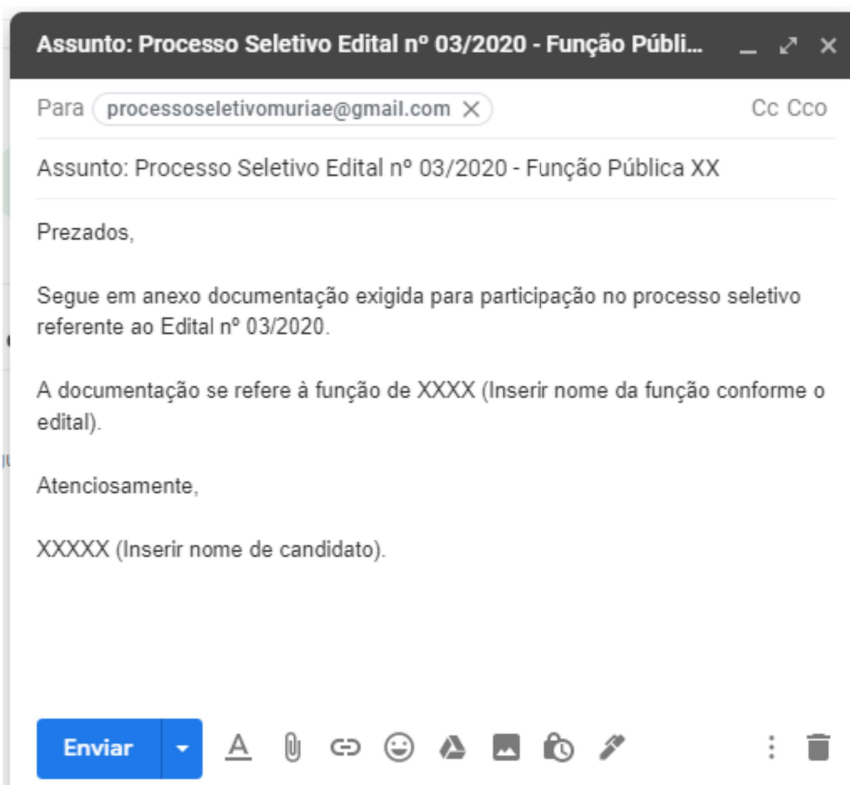 Assunto: Processo Seletivo Edital nº 03/2020 - Função Públi...
Para processoseletivomuriae@gmail.com Cc Cco
Assunto: Processo Seletivo Edital nº 03/2020 - Função Pública XX
Prezados,
Segue em anexo documentação exigida para participação no processo seletivo
referente ao Edital nº 03/2020.
A documentação se refere à função de XXXX (Inserir nome da função conforme o
edital).
Atenciosamente,
XXXXX (Inserir nome de candidato).
Enviar